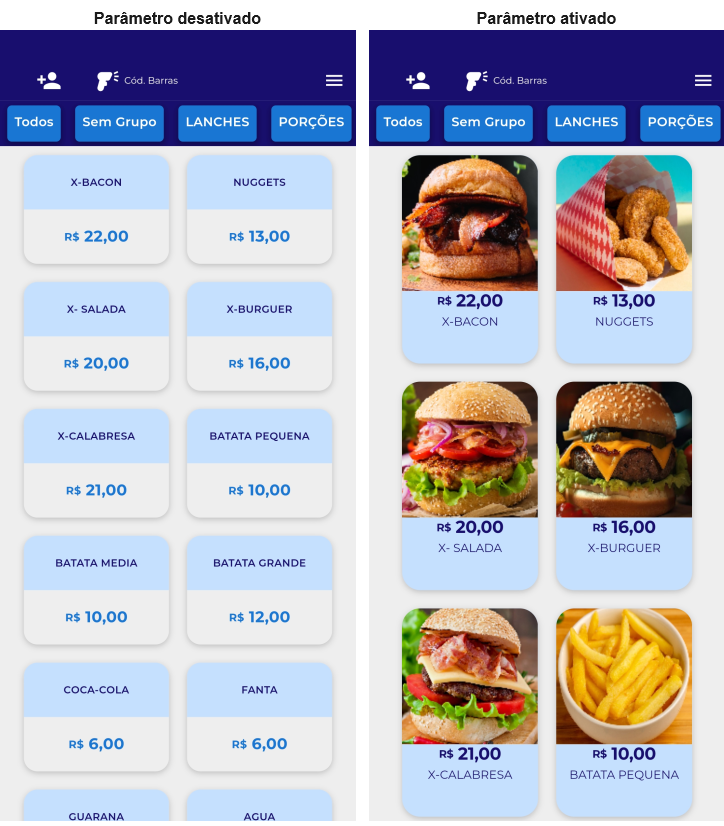 Parâmetro desativado
Cód. Barras
Todos Sem Grupo LANCHES PORÇÕES
X-BACON NUGGETS
R$ 22,00 R$ 13,00
X- SALADA X-BURGUER
R$ 20,00 R$ 16,00
X-CALABRESA BATATA PEQUENA
R$ 21,00 R$ 10,00
BATATA MEDIA BATATA GRANDE
R$ 10,00 R$ 12,00
COCA-COLA FANTA
R$ 6,00 R$ 6,00
GUARANA AGUA
Parâmetro ativado
Cód. Barras
Todos Sem Grupo LANCHES PORÇÕES
R$ 22,00 R$ 13,00
X-BACON NUGGETS
R$ 20,00 R$ 16,00
X- SALADA X-BURGUER
R$ 21,00 R$ 10,00
X-CALABRESA BATATA PEQUENA